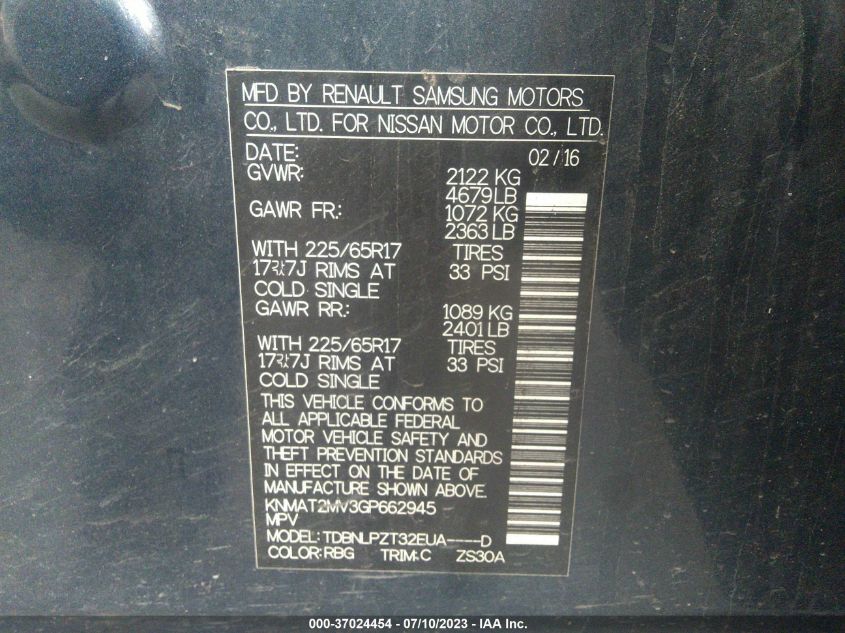 MFD BY RENAULT SAMSUNG MOTORS
CO., LTD. FOR NISSAN MOTOR CO., LTD.
DATE: 02/16
GVWR: 2122 KG
4679LB
GAWR FR.: 1072 KG
2363 LB
WITH 225/65R17 TIRES
17 7J RIMS AT 33 PSI
COLD SINGLE
GAWR RR.: 1089 KG
2401 LB
WITH 225/65R17 TIRES
17 7J RIMS AT 33 PSI
COLD SINGLE
THIS VEHICLE CONFORMS TO
ALL APPLICABLE FEDERAL
MOTOR VEHICLE SAFETY AND
THEFT PREVENTION STANDARDS
IN EFFECT ON THE DATE OF
MANUFACTURE SHOWN ABOVE.
KNMAT2MV3GP662945
MPV
MODEL: TDBNLPZT32EUA----D
COLOR: RBG TRIM: C ZS30A
000-37024454 - 07/10/2023 - © IAA Inc.